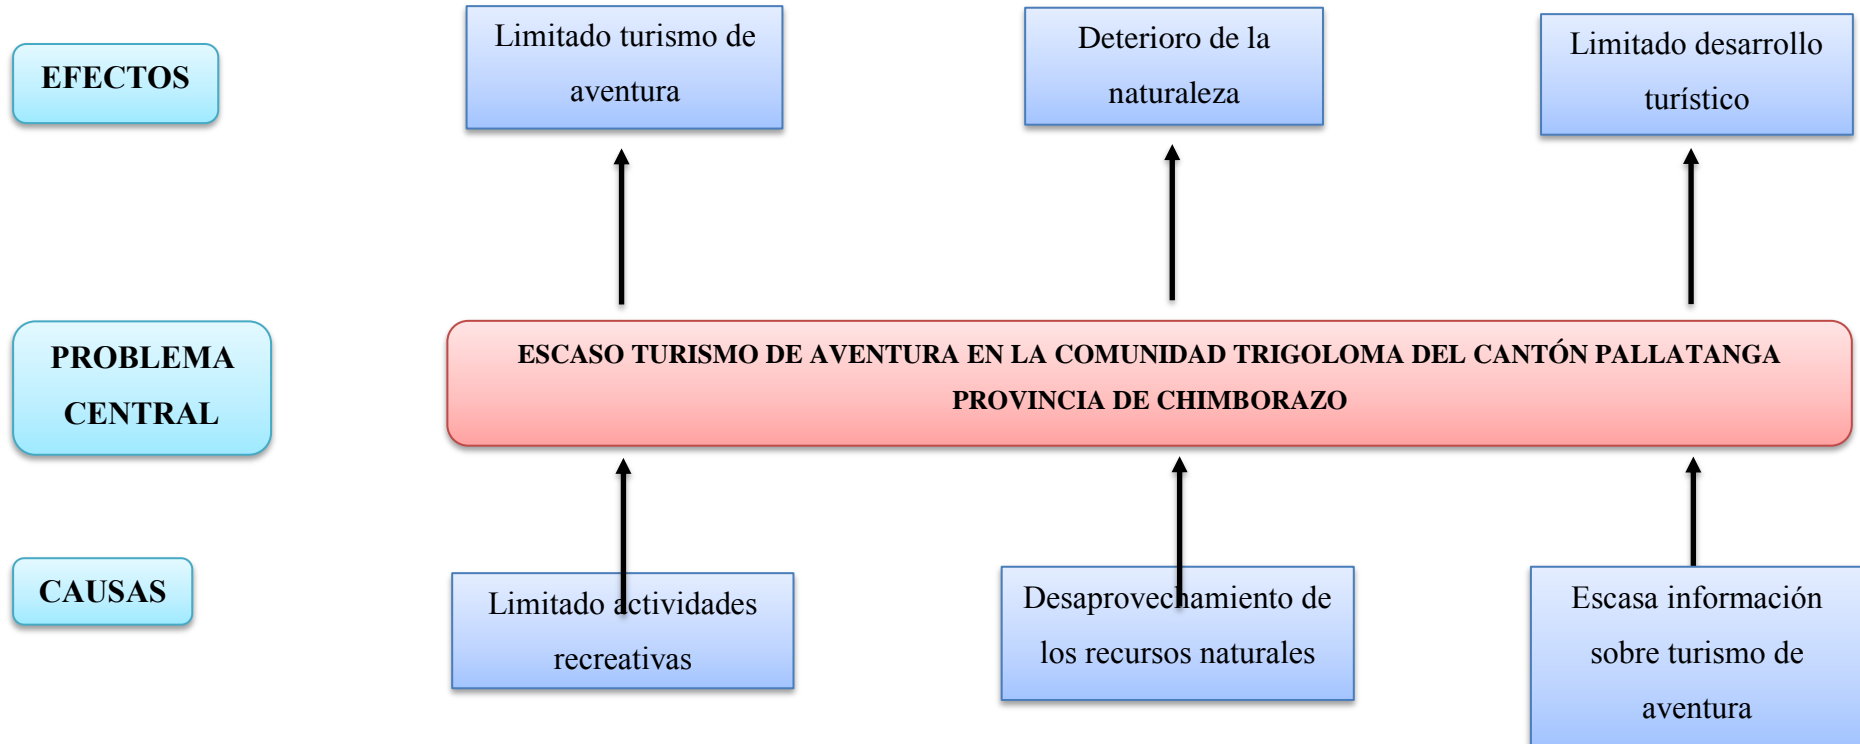 EFECTOS
Limitado turismo de
aventura
Deterioro de la
naturaleza
Limitado desarrollo
turístico
PROBLEMA
CENTRAL
ESCASO TURISMO DE AVENTURA EN LA COMUNIDAD TRIGOLOMA DEL CANTÓN PALLATANGA
PROVINCIA DE CHIMBORAZO
CAUSAS
Limitado actividades
recreativas
Desaprovechamiento de
los recursos naturales
Escasa información
sobre turismo de
aventura